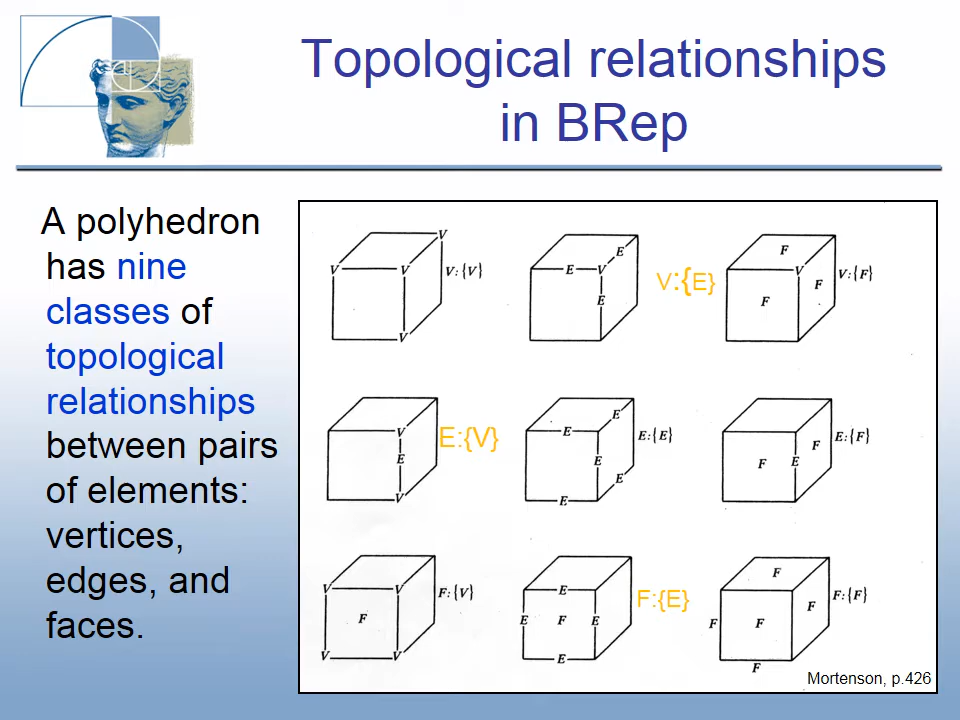 Topological relationships
in BRep
A polyhedron
has nine
classes of
topological
relationships
between pairs
of elements:
vertices,
edges, and
faces.
V
V V V:{V}
V
E
E V V:{E}
E
F
V V:{F}
F
F
V E:{V}
E
V
E
E E:{E}
E
E
E
F E:{F}
F E
V V F:{V}
F
V V
E
E F E F:{E}
E
F F:{F}
F
F F
F
Mortenson, p.426